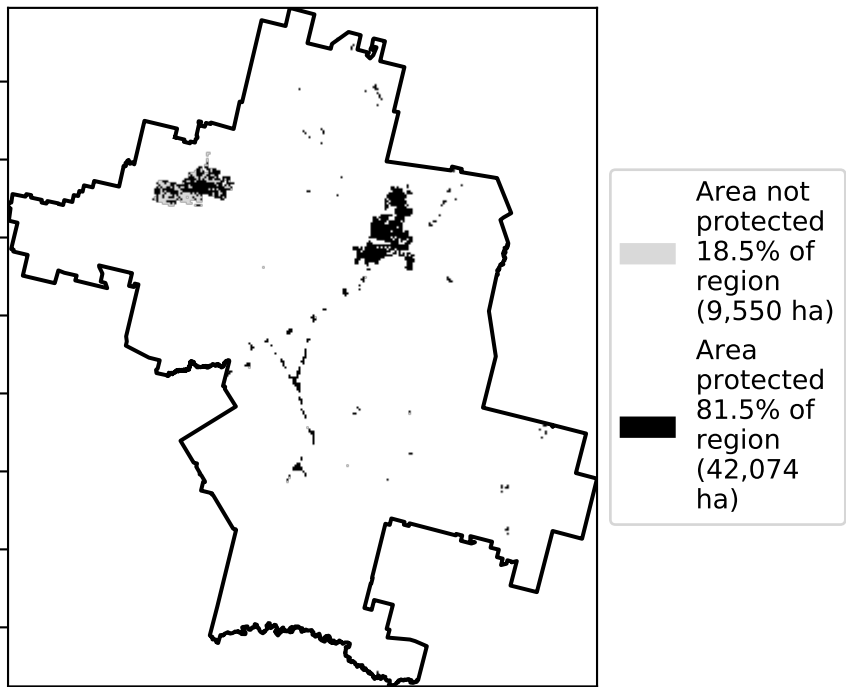 Area not
protected
18.5% of
region
(9,550 ha)
Area
protected
81.5% of
region
(42,074
ha)